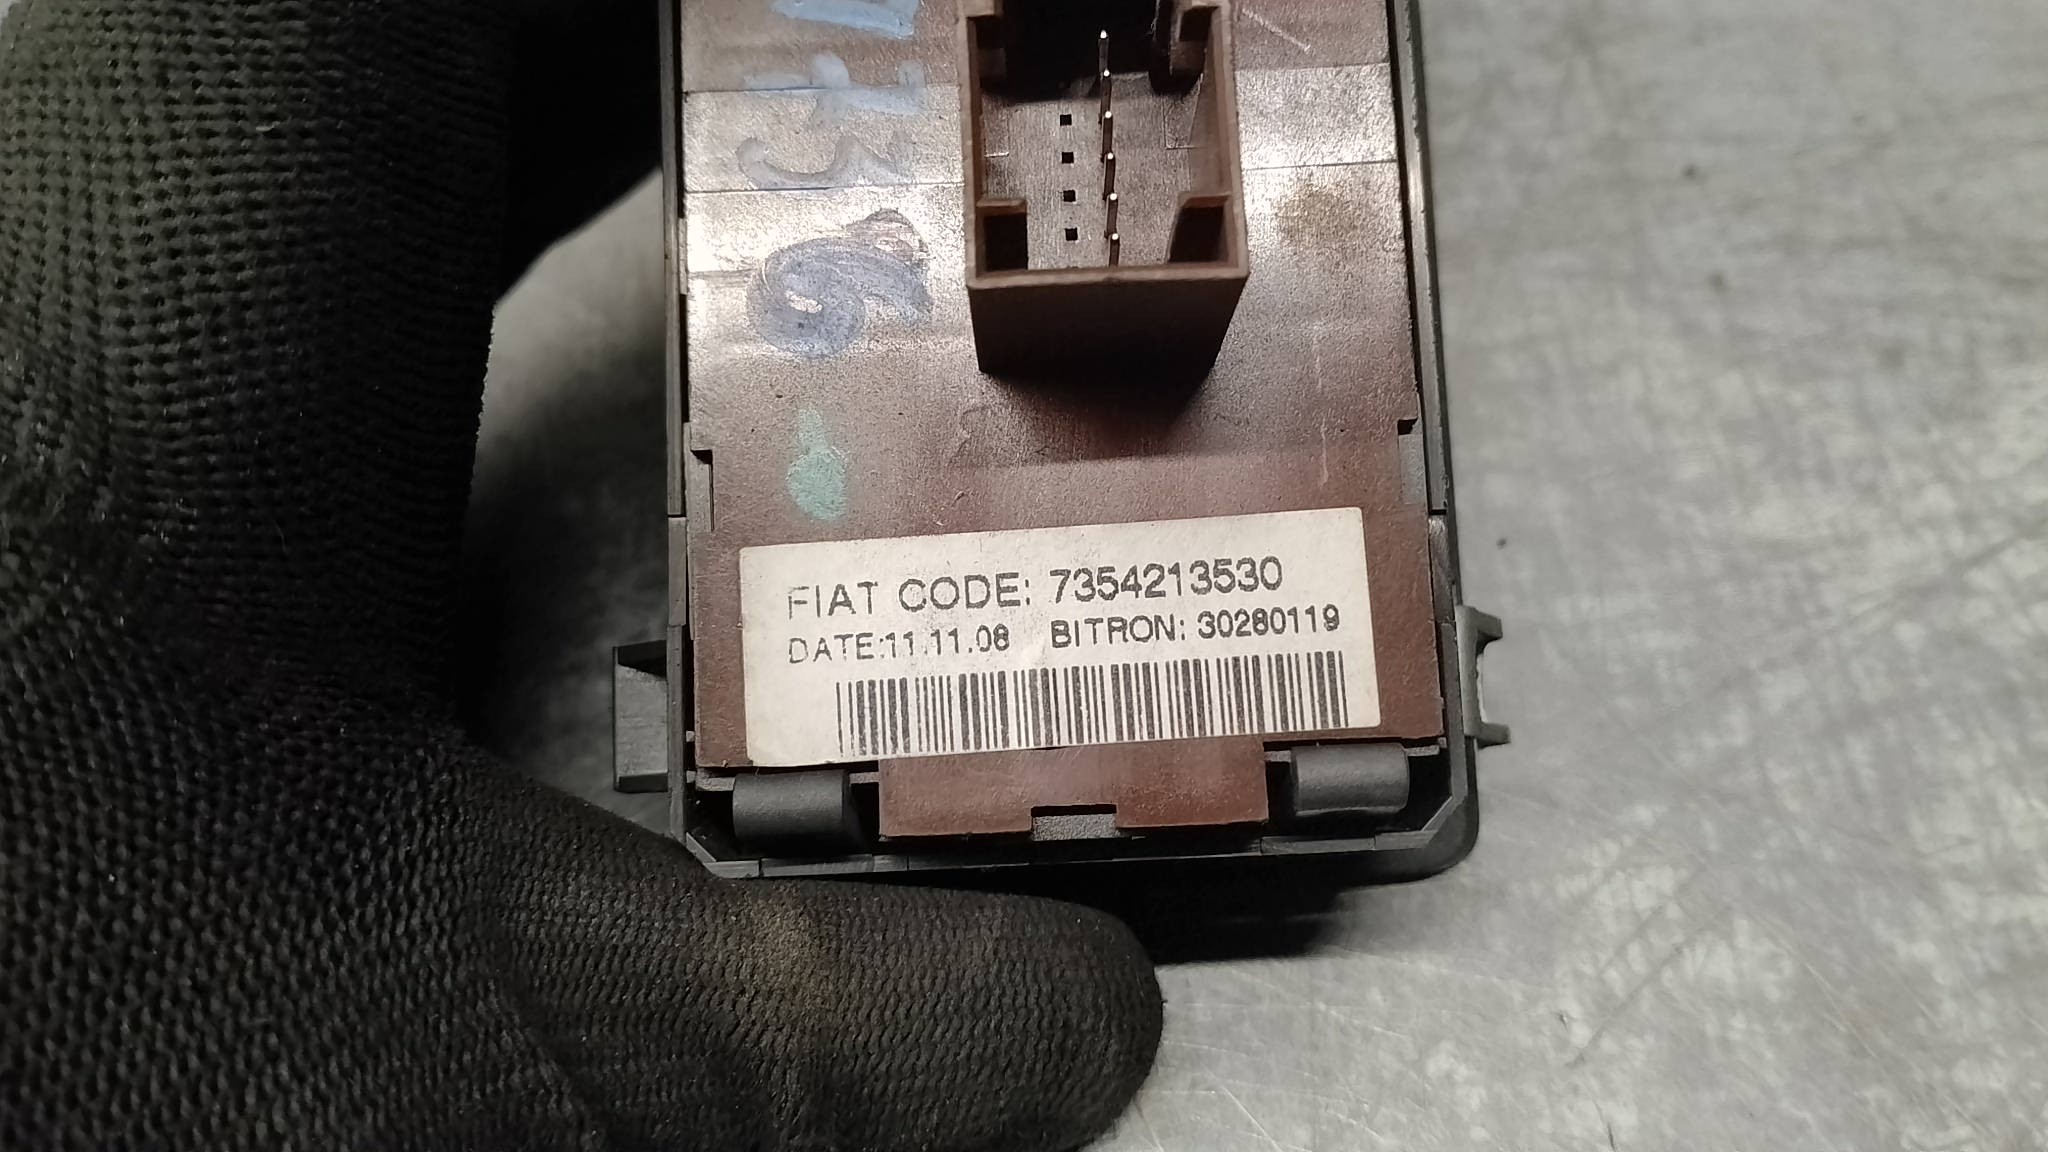 FIAT CODE: 7354213530
DATE:11.11.08 BITRON: 30280119